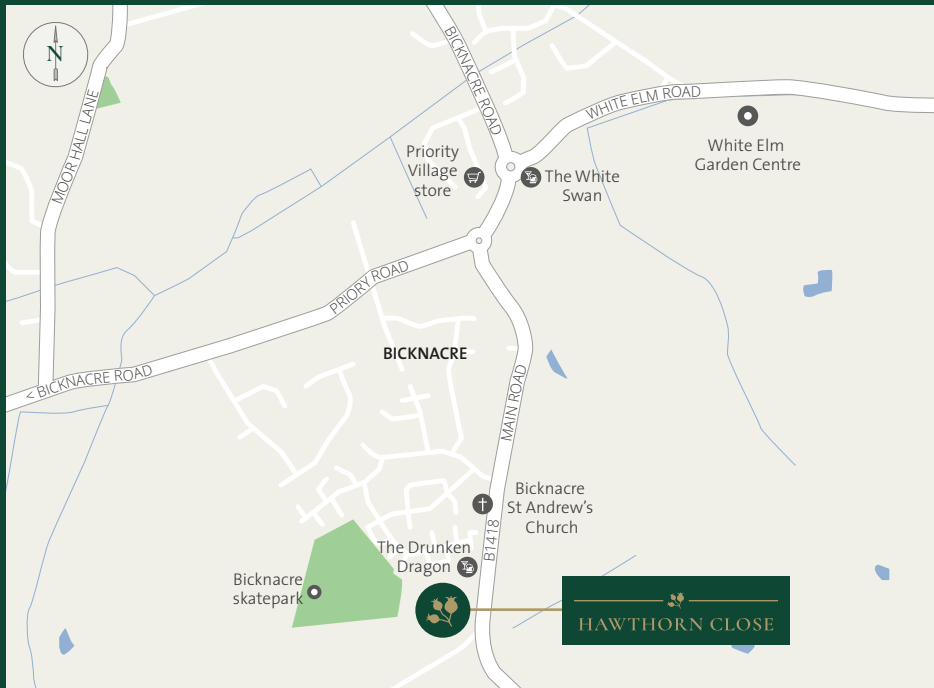 N
BICKNACRE ROAD
WHITE ELM ROAD
MOOR HALL LANE
White Elm
Garden Centre
Priority
Village
store
The White
Swan
PRIORY ROAD
BICKNACRE
< BICKNACRE ROAD
MAIN ROAD
Bicknacre
St Andrew’s
Church
B1418
The Drunken
Dragon
Bicknacre
skatepark
HAWTHORN CLOSE